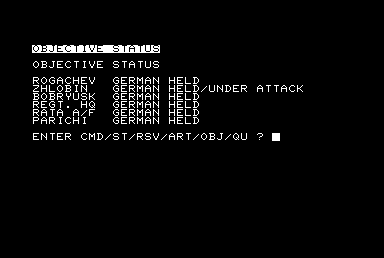 OBJECTIVE STATUS
OBJECTIVE STATUS
ROGACHEV GERMAN HELD
ZHLOBIN GERMAN HELD/UNDER ATTACK
BOBRYUSK GERMAN HELD
REGT. HQ GERMAN HELD
RATA A/F GERMAN HELD
PARICHI GERMAN HELD
ENTER CMD/ST/RSV/ART/OBJ/QU ?